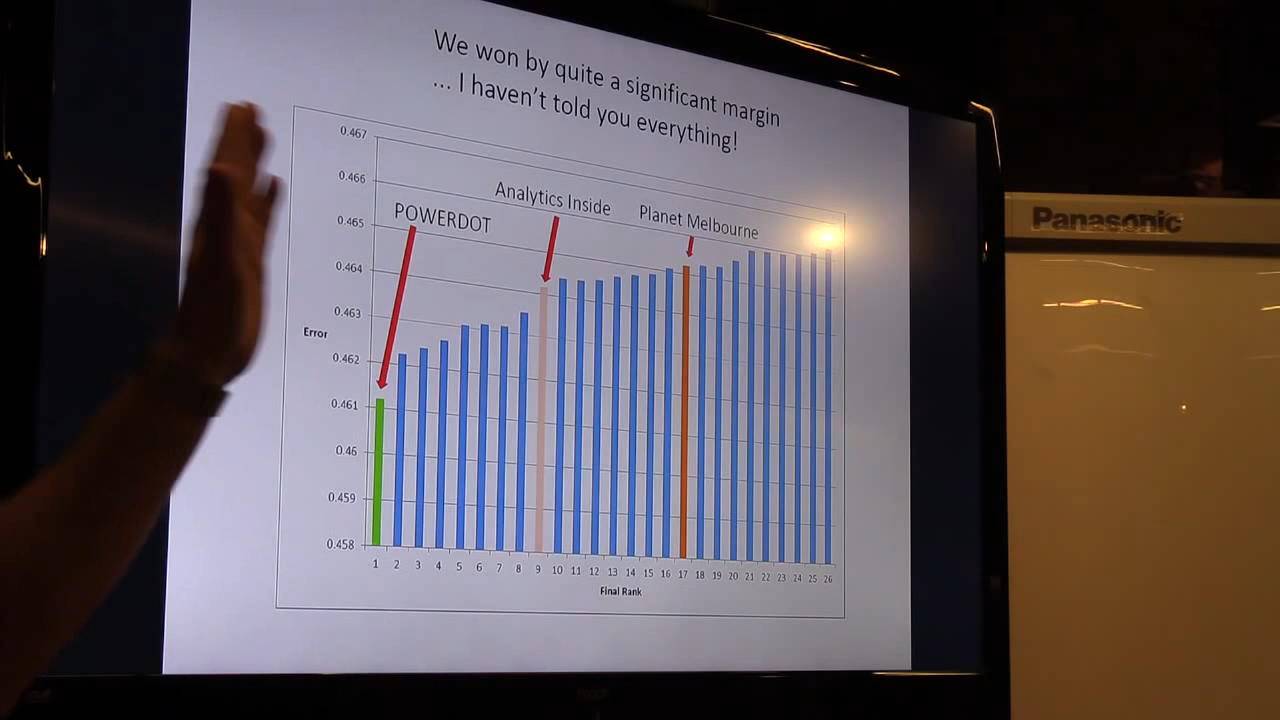 We won by quite a significant margin
... I haven't told you everything!
0.467
0.466
0.465
0.464
0.463
0.462
0.461
0.46
0.459
0.458
Error
POWERDOT
Analytics Inside
Planet Melbourne
1 2 3 4 5 6 7 8 9 10 11 12 13 14 15 16 17 18 19 20 21 22 23 24 25 26
Final Rank
Panasonic